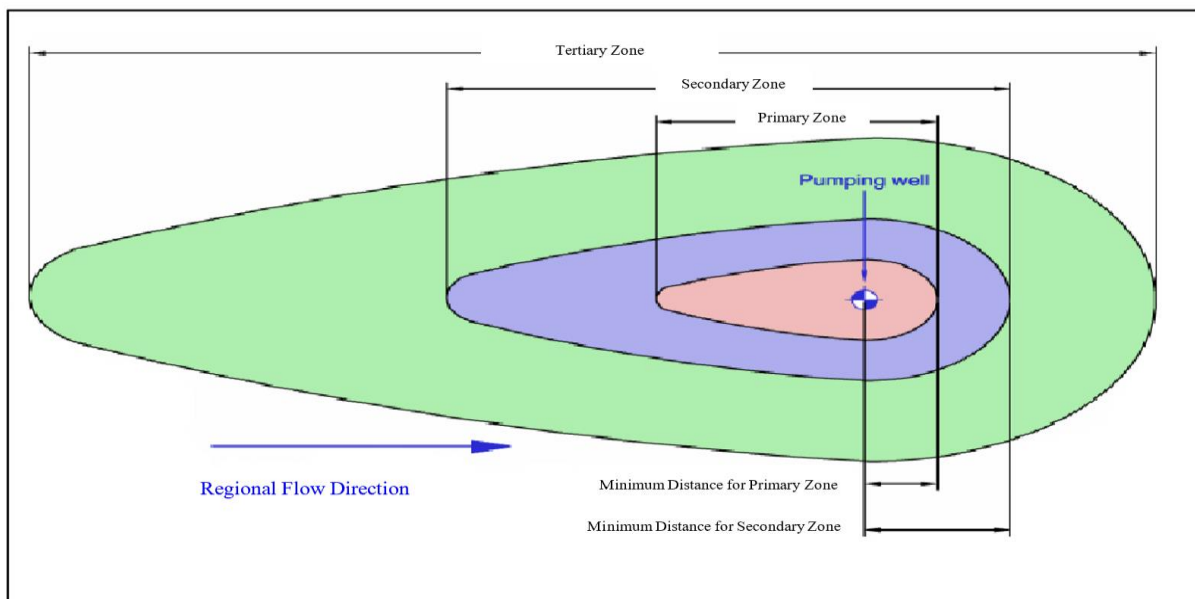 Tertiary Zone
Secondary Zone
Primary Zone
Pumping well
Regional Flow Direction
Minimum Distance for Primary Zone
Minimum Distance for Secondary Zone